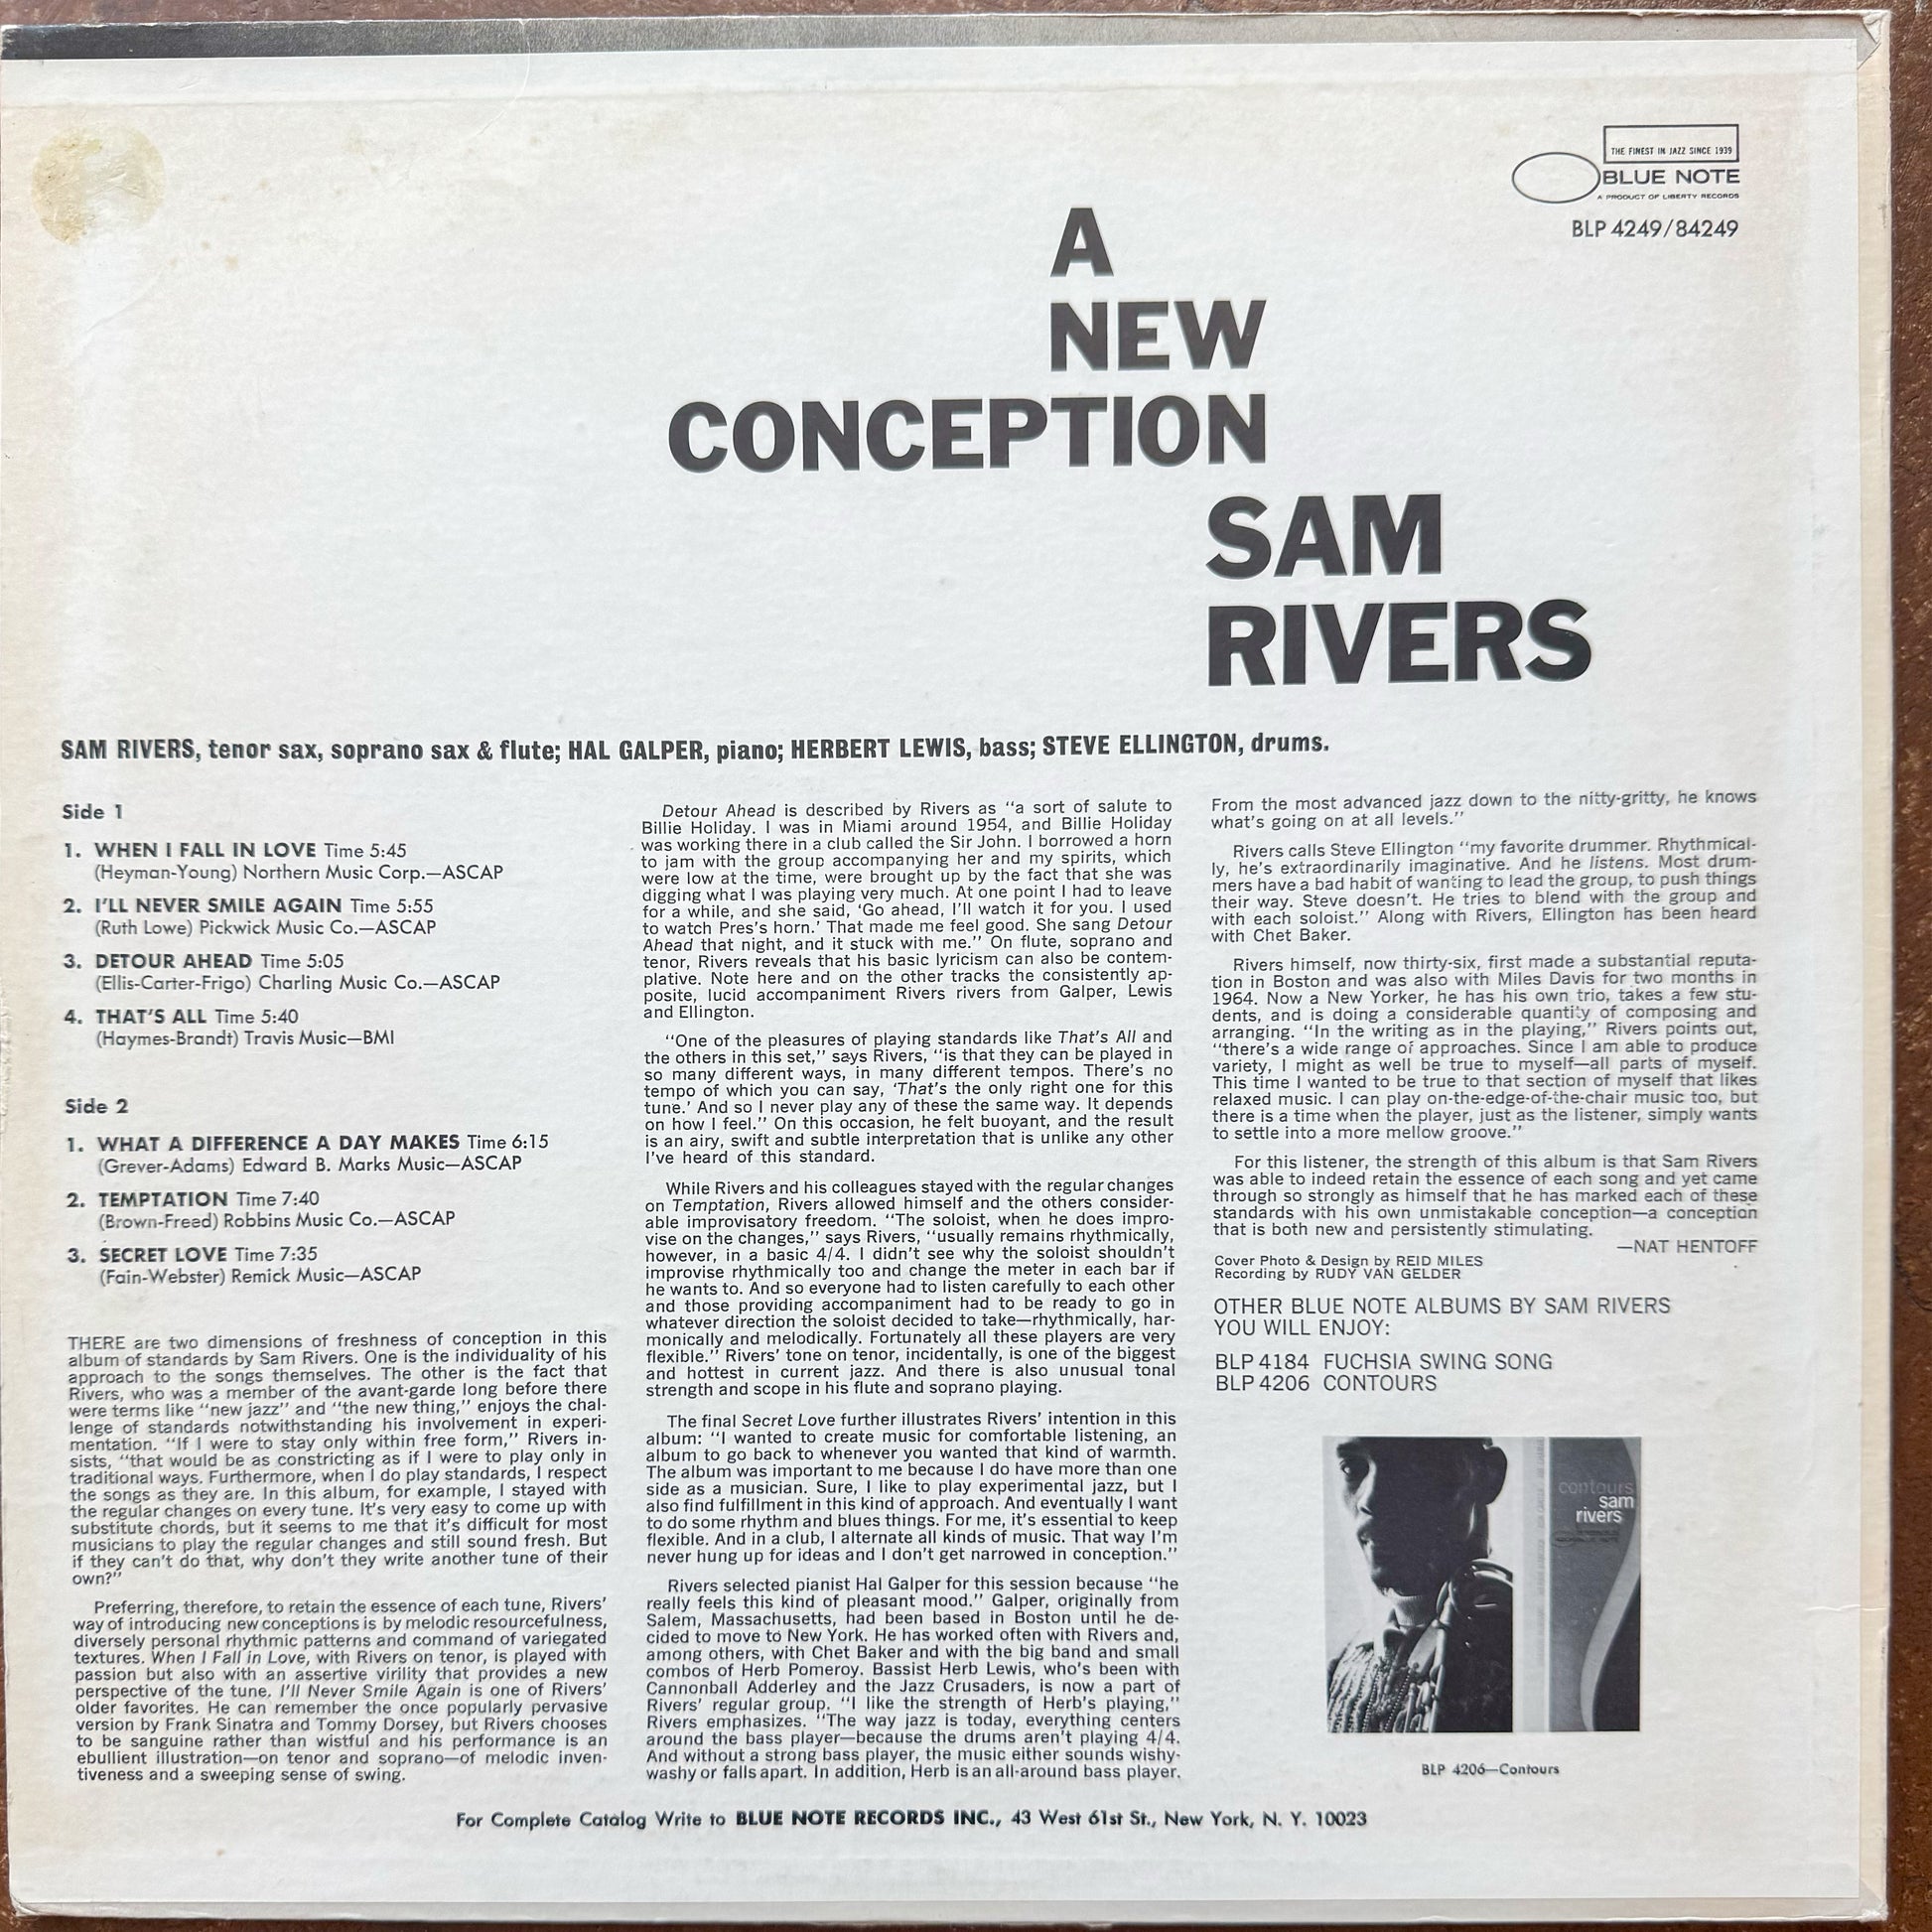 THE FINEST IN JAZZ SINCE 1939
BLUE NOTE
A PRODUCT OF LIBERTY RECORDS
BLP 4249/84249
A
NEW
CONCEPTION
SAM
RIVERS
SAM RIVERS, tenor sax, soprano sax & flute; HAL GALPER, piano; HERBERT LEWIS, bass; STEVE ELLINGTON, drums.
Side 1
1. WHEN I FALL IN LOVE Time 5:45
(Heyman-Young) Northern Music Corp.—ASCAP
2. I'LL NEVER SMILE AGAIN Time 5:55
(Ruth Lowe) Pickwick Music Co.—ASCAP
3. DETOUR AHEAD Time 5:05
(Ellis-Carter-Frigo) Charling Music Co.—ASCAP
4. THAT'S ALL Time 5:40
(Haymes-Brandt) Travis Music—BMI
Side 2
1. WHAT A DIFFERENCE A DAY MAKES Time 6:15
(Grever-Adams) Edward B. Marks Music—ASCAP
2. TEMPTATION Time 7:40
(Brown-Freed) Robbins Music Co.—ASCAP
3. SECRET LOVE Time 7:35
(Fain-Webster) Remick Music—ASCAP
THERE are two dimensions of freshness of conception in this
album of standards by Sam Rivers. One is the individuality of his
approach to the songs themselves. The other is the fact that
Rivers, who was a member of the avant-garde long before there
were terms like "new jazz" and "the new thing," enjoys the chal-
lenge of standards notwithstanding his involvement in experi-
mentation. "If I were to stay only within free form," Rivers in-
sists, "that would be as constricting as if I were to play only in
traditional ways. Furthermore, when I do play standards, I respect
the songs as they are. In this album, for example, I stayed with
the regular changes on every tune. It's very easy to come up with
substitute chords, but it seems to me that it's difficult for most
musicians to play the regular changes and still sound fresh. But
if they can't do that, why don't they write another tune of their
own?"
Preferring, therefore, to retain the essence of each tune, Rivers'
way of introducing new conceptions is by melodic resourcefulness,
diversely personal rhythmic patterns and command of variegated
textures. When I Fall in Love, with Rivers on tenor, is played with
passion but also with an assertive virility that provides a new
perspective of the tune. I'll Never Smile Again is one of Rivers'
older favorites. He can remember the once popularly pervasive
version by Frank Sinatra and Tommy Dorsey, but Rivers chooses
to be sanguine rather than wistful and his performance is an
ebullient illustration—on tenor and soprano—of melodic inven-
tiveness and a sweeping sense of swing.
Detour Ahead is described by Rivers as "a sort of salute to
Billie Holiday. I was in Miami around 1954, and Billie Holiday
was working there in a club called the Sir John. I borrowed a horn
to jam with the group accompanying her and my spirits, which
were low at the time, were brought up by the fact that she was
digging what I was playing very much. At one point I had to leave
for a while, and she said, 'Go ahead, I'll watch it for you. I used
to watch Pres's horn.' That made me feel good. She sang Detour
Ahead that night, and it stuck with me." On flute, soprano and
tenor, Rivers reveals that his basic lyricism can also be contem-
plative. Note here and on the other tracks the consistently ap-
posite, lucid accompaniment Rivers rivers from Galper, Lewis
and Ellington.
"One of the pleasures of playing standards like That's All and
the others in this set," says Rivers, "is that they can be played in
so many different ways, in many different tempos. There's no
tempo of which you can say, 'That's the only right one for this
tune.' And so I never play any of these the same way. It depends
on how I feel." On this occasion, he felt buoyant, and the result
is an airy, swift and subtle interpretation that is unlike any other
I've heard of this standard.
While Rivers and his colleagues stayed with the regular changes
on Temptation, Rivers allowed himself and the others consider-
able improvisatory freedom. "The soloist, when he does impro-
vise on the changes," says Rivers, "usually remains rhythmically,
however, in a basic 4/4. I didn't see why the soloist shouldn't
improvise rhythmically too and change the meter in each bar if
he wants to. And so everyone had to listen carefully to each other
and those providing accompaniment had to be ready to go in
whatever direction the soloist decided to take—rhythmically, har-
monically and melodically. Fortunately all these players are very
flexible." Rivers' tone on tenor, incidentally, is one of the biggest
and hottest in current jazz. And there is also unusual tonal
strength and scope in his flute and soprano playing.
The final Secret Love further illustrates Rivers' intention in this
album: "I wanted to create music for comfortable listening, an
album to go back to whenever you wanted that kind of warmth.
The album was important to me because I do have more than one
side as a musician. Sure, I like to play experimental jazz, but I
also find fulfillment in this kind of approach. And eventually I want
to do some rhythm and blues things. For me, it's essential to keep
flexible. And in a club, I alternate all kinds of music. That way I'm
never hung up for ideas and I don't get narrowed in conception."
Rivers selected pianist Hal Galper for this session because "he
really feels this kind of pleasant mood." Galper, originally from
Salem, Massachusetts, had been based in Boston until he de-
cided to move to New York. He has worked often with Rivers and,
among others, with Chet Baker and with the big band and small
combos of Herb Pomeroy. Bassist Herb Lewis, who's been with
Cannonball Adderley and the Jazz Crusaders, is now a part of
Rivers' regular group. "I like the strength of Herb's playing,"
Rivers emphasizes. "The way jazz is today, everything centers
around the bass player—because the drums aren't playing 4/4.
And without a strong bass player, the music either sounds wishy-
washy or falls apart. In addition, Herb is an all-around bass player.
From the most advanced jazz down to the nitty-gritty, he knows
what's going on at all levels."
Rivers calls Steve Ellington "my favorite drummer. Rhythmical-
ly, he's extraordinarily imaginative. And he listens. Most drum-
mers have a bad habit of wanting to lead the group, to push things
their way. Steve doesn't. He tries to blend with the group and
with each soloist." Along with Rivers, Ellington has been heard
with Chet Baker.
Rivers himself, now thirty-six, first made a substantial reputa-
tion in Boston and was also with Miles Davis for two months in
1964. Now a New Yorker, he has his own trio, takes a few stu-
dents, and is doing a considerable quantity of composing and
arranging. "In the writing as in the playing," Rivers points out,
"there's a wide range of approaches. Since I am able to produce
variety, I might as well be true to myself—all parts of myself.
This time I wanted to be true to that section of myself that likes
relaxed music. I can play on-the-edge-of-the-chair music too, but
there is a time when the player, just as the listener, simply wants
to settle into a more mellow groove."
For this listener, the strength of this album is that Sam Rivers
was able to indeed retain the essence of each song and yet came
through so strongly as himself that he has marked each of these
standards with his own unmistakable conception—a conception
that is both new and persistently stimulating.
—NAT HENTOFF
Cover Photo & Design by REID MILES
Recording by RUDY VAN GELDER
OTHER BLUE NOTE ALBUMS BY SAM RIVERS
YOU WILL ENJOY:
BLP 4184 FUCHSIA SWING SONG
BLP 4206 CONTOURS
contours
sam
rivers
BLP 4206—Contours
For Complete Catalog Write to BLUE NOTE RECORDS INC., 43 West 61st St., New York, N. Y. 10023